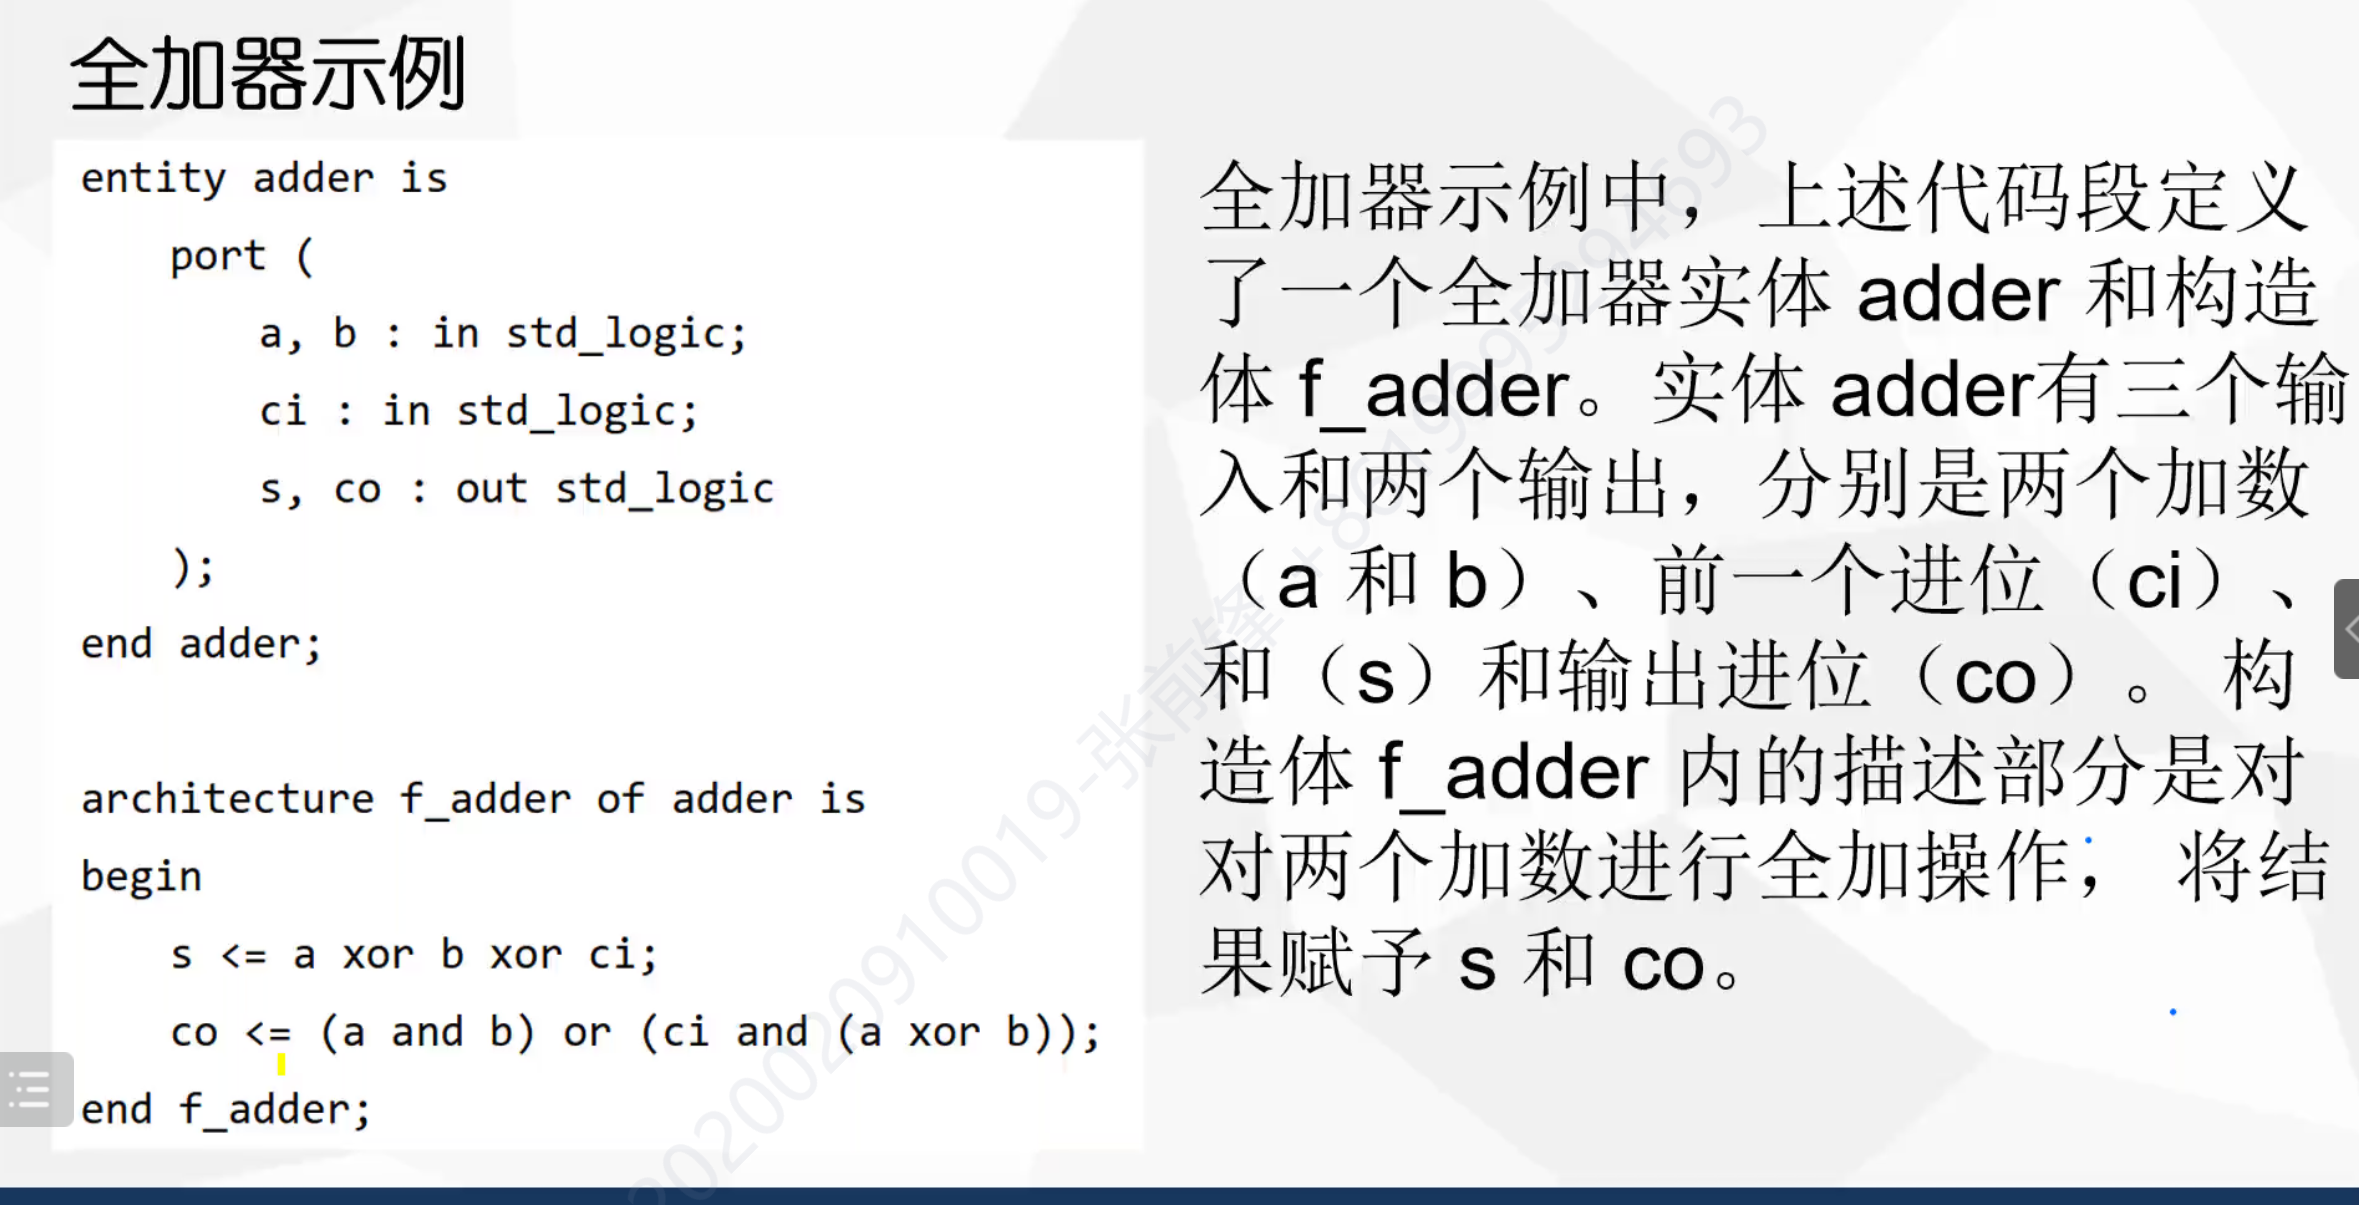 全加器示例
entity adder is
port (
a, b : in std_logic;
ci : in std_logic;
s, co : out std_logic
);
end adder;
architecture f_adder of adder is
begin
s <= a xor b xor ci;
co <= (a and b) or (ci and (a xor b));
end f_adder;
全加器示例中，上述代码段定义
了一个全加器实体 adder 和构造
体 f_adder。实体 adder有三个输
入和两个输出，分别是两个加数
（a 和 b）、前一个进位（ci）、
和（s）和输出进位（co）。 构
造体 f_adder 内的描述部分是对
对两个加数进行全加操作， 将结
果赋予 s 和 co。